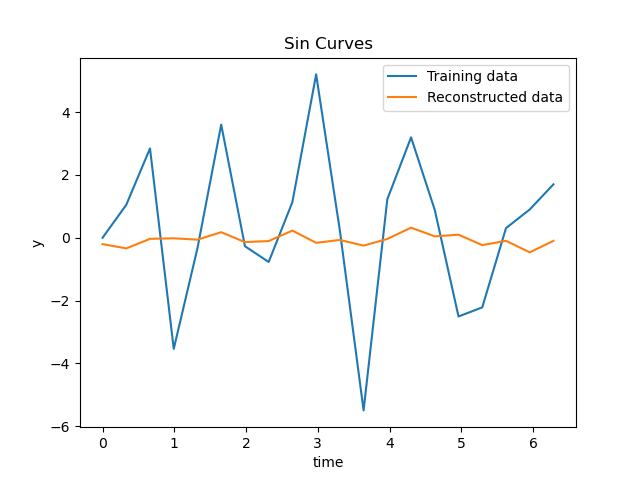 Sin Curves
Training data
Reconstructed data
y
4
2
0
−2
−4
−6
0 1 2 3 4 5 6
time